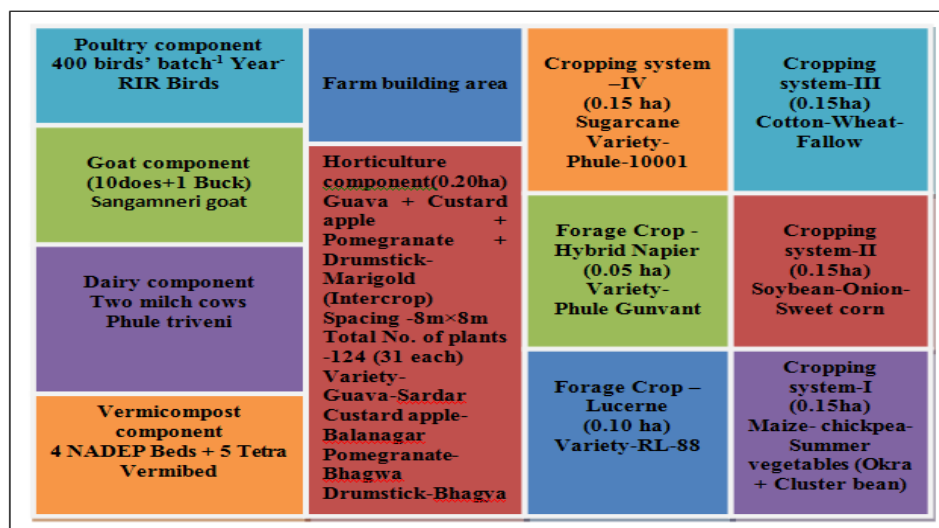 Poultry component
400 birds’ batch-1 Year-
RIR Birds
Goat component
(10does+1 Buck)
Sangamneri goat
Dairy component
Two milch cows
Phule triveni
Vermicompost
component
4 NADEP Beds + 5 Tetra
Vermibed
Farm building area
Horticulture
component(0.20ha)
Guava + Custard
apple +
Pomegranate +
Drumstick-
Marigold
(Intercrop)
Spacing -8m×8m
Total No. of plants
-124 (31 each)
Variety-
Guava-Sardar
Custard apple-
Balanagar
Pomegranate-
Bhagwa
Drumstick-Bhagya
Cropping system
–IV
(0.15 ha)
Sugarcane
Variety-
Phule-10001
Forage Crop -
Hybrid Napier
(0.05 ha)
Variety-
Phule Gunvant
Forage Crop –
Lucerne
(0.10 ha)
Variety-RL-88
Cropping
system-III
(0.15ha)
Cotton-Wheat-
Fallow
Cropping
system-II
(0.15ha)
Soybean-Onion-
Sweet corn
Cropping
system-I
(0.15ha)
Maize- chickpea-
Summer
vegetables (Okra
+ Cluster bean)